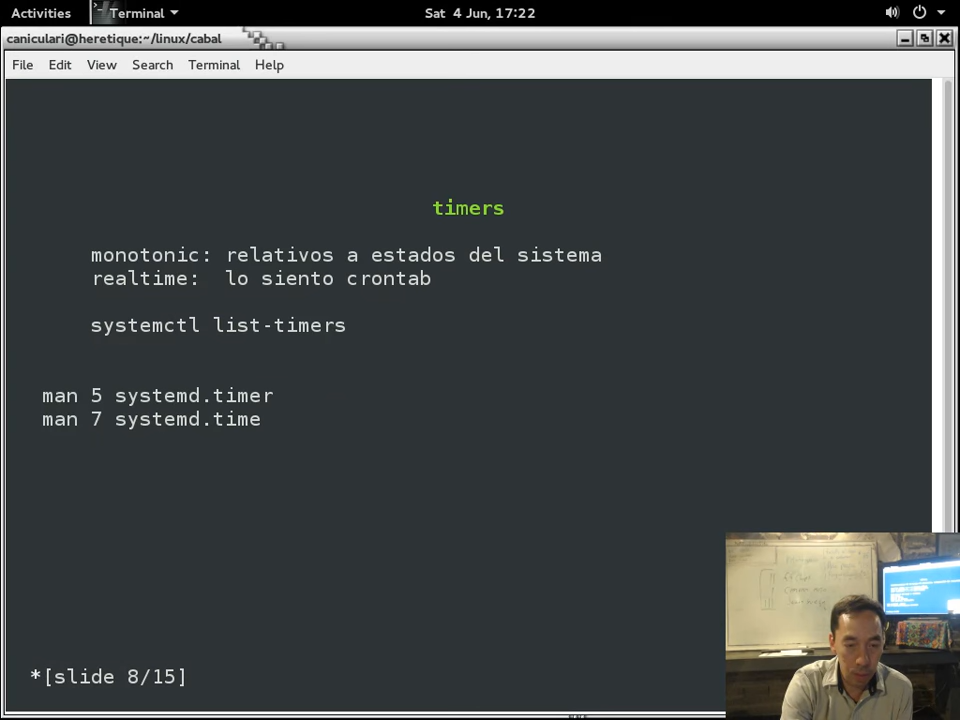 Activities Terminal Sat 4 Jun, 17:22
caniculari@heretique:~/linux/cabal
File Edit View Search Terminal Help
timers
monotonic: relativos a estados del sistema
realtime: lo siento crontab
systemctl list-timers
man 5 systemd.timer
man 7 systemd.time
*[slide 8/15]